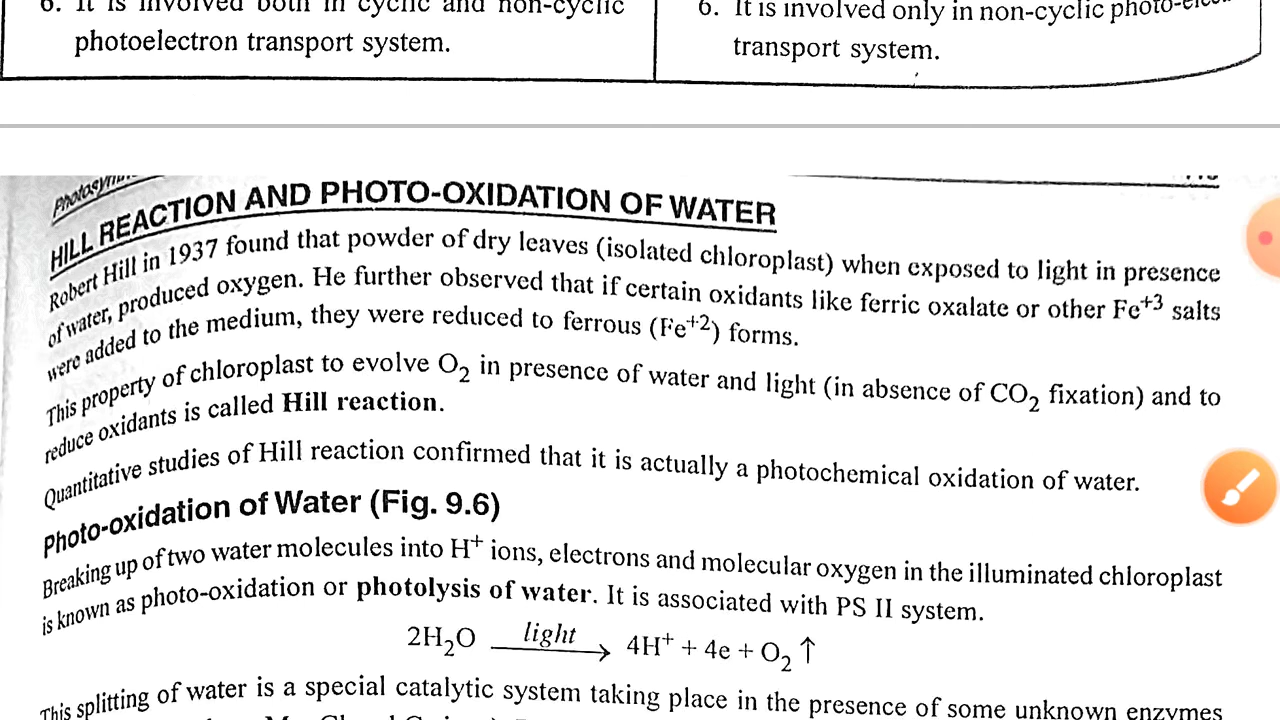 6. It is involved both in cyclic and non-cyclic
photoelectron transport system.
6. It is involved only in non-cyclic
transport system.
HILL REACTION AND PHOTO-OXIDATION OF WATER
Robert Hill in 1937 found that powder of dry leaves (isolated chloroplast) when exposed to light in presence
of water, produced oxygen. He further observed that if certain oxidants like ferric oxalate or other Fe⁺³ salts
were added to the medium, they were reduced to ferrous (Fe⁺²) forms.
This property of chloroplast to evolve O₂ in presence of water and light (in absence of CO₂ fixation) and to
reduce oxidants is called Hill reaction.
Quantitative studies of Hill reaction confirmed that it is actually a photochemical oxidation of water.
Photo-oxidation of Water (Fig. 9.6)
Breaking up of two water molecules into H⁺ ions, electrons and molecular oxygen in the illuminated chloroplast
is known as photo-oxidation or photolysis of water. It is associated with PS II system.
2H₂O light → 4H⁺ + 4e + O₂ ↑
This splitting of water is a special catalytic system taking place in the presence of some unknown enzymes